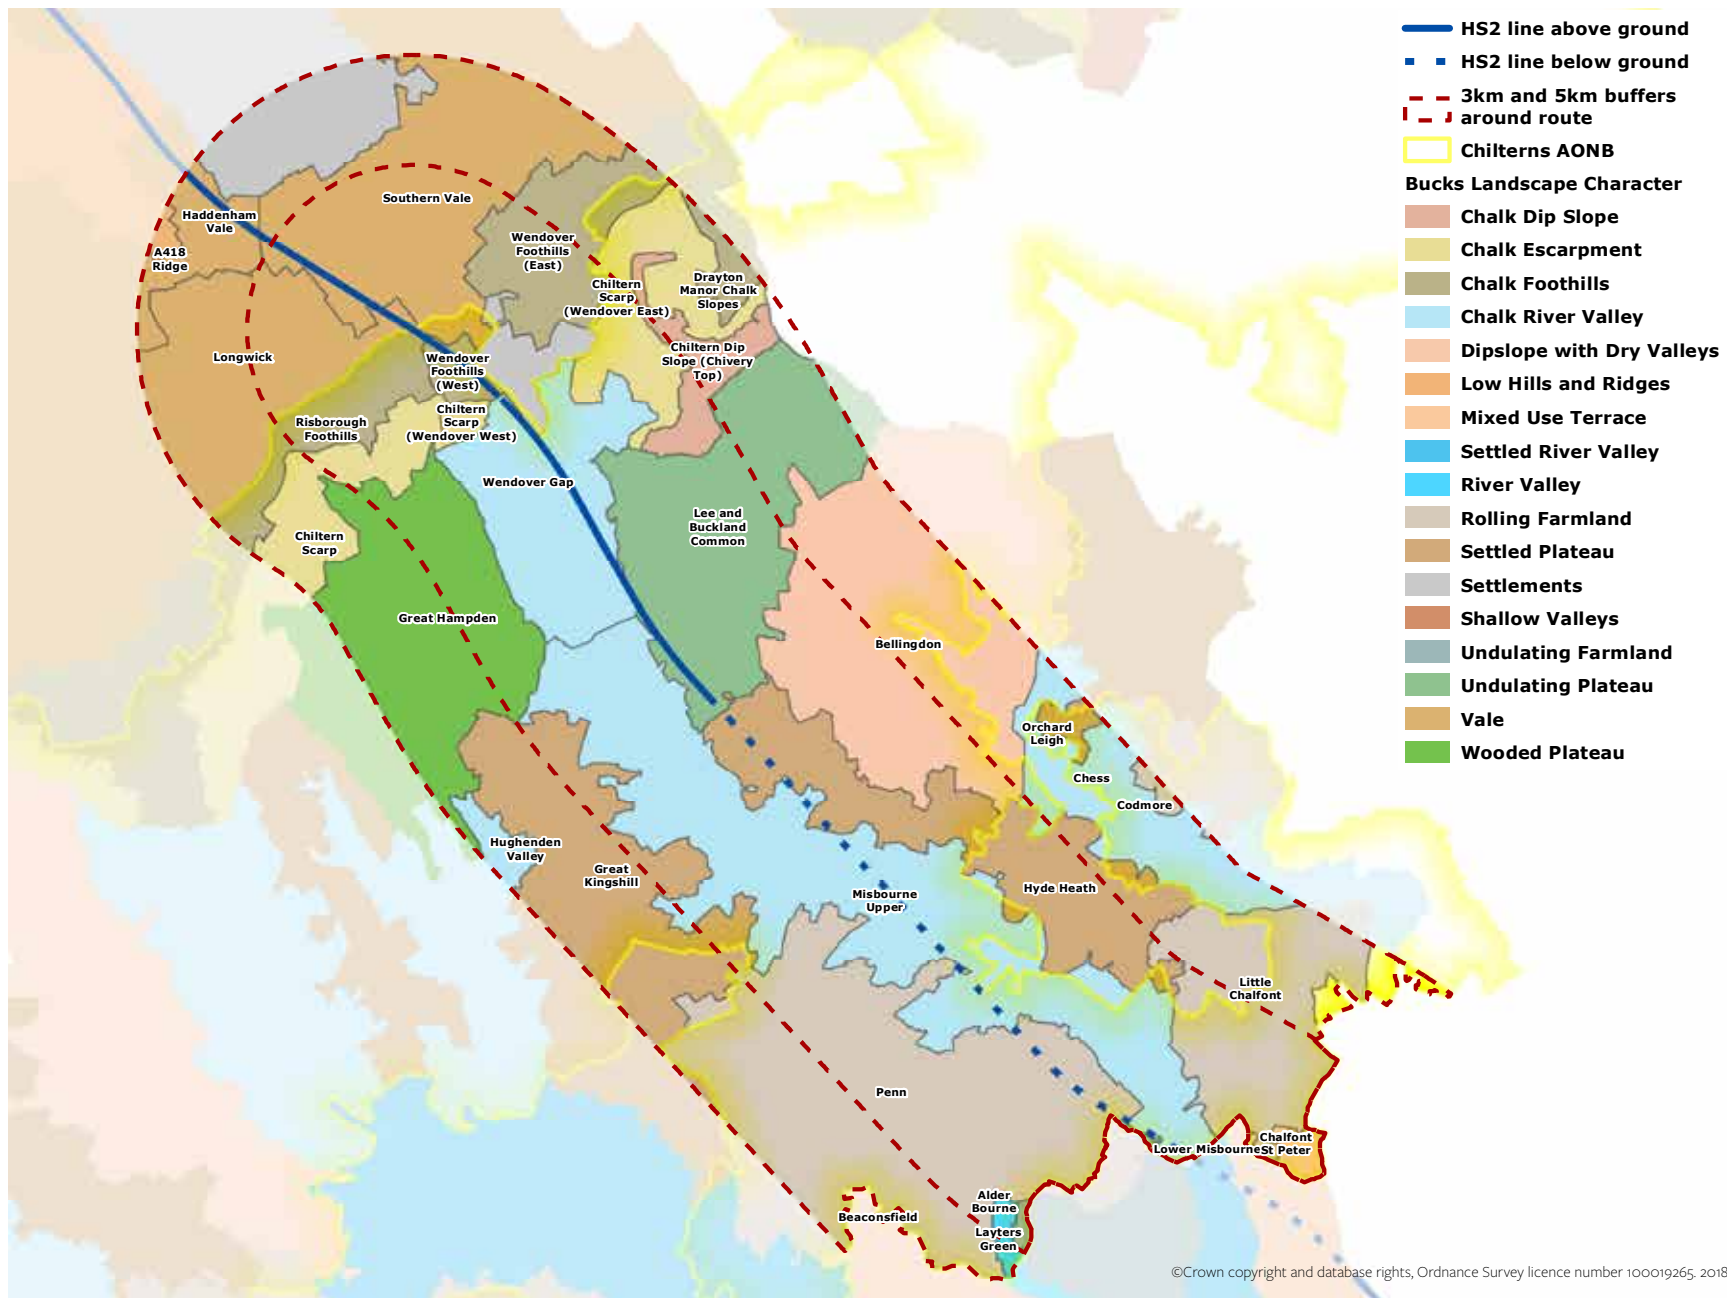 HS2 line above ground
HS2 line below ground
3km and 5km buffers
around route
Chilterns AONB
Bucks Landscape Character
Chalk Dip Slope
Chalk Escarpment
Chalk Foothills
Chalk River Valley
Dipslope with Dry Valleys
Low Hills and Ridges
Mixed Use Terrace
Settled River Valley
River Valley
Rolling Farmland
Settled Plateau
Settlements
Shallow Valleys
Undulating Farmland
Undulating Plateau
Vale
Wooded Plateau
Southern Vale
Haddenham
Vale
A418
Ridge
Wendover
Foothills
(East)
Chiltern
Scarp
(Wendover East)
Drayton
Manor Chalk
Slopes
Longwick
Wendover
Foothills
(West)
Chiltern Dip
Slope (Chivery
Top)
Risborough
Foothills
Chiltern
Scarp
(Wendover West)
Wendover Gap
Chiltern
Scarp
Lee and
Buckland
Common
Great Hampden
Bellingdon
Orchard
Leigh
Chess
Codmore
Hughenden
Valley
Great
Kingshill
Misbourne
Upper
Hyde Heath
Little
Chalfont
Penn
Lower Misbourne
Chalfont
St Peter
Alder
Bourne
Beaconsfield
Layters
Green
©Crown copyright and database rights, Ordnance Survey licence number 100019265. 2018